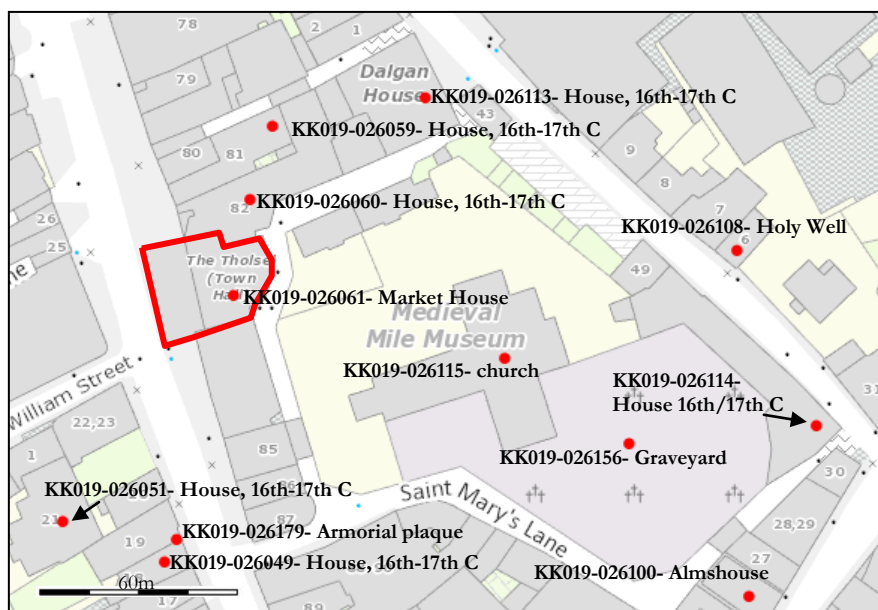 78
2
1
79
Dalgan
House
KK019-026113- House, 16th-17th C
43
KK019-026059- House, 16th-17th C
80
81
9
8
7
6
82
KK019-026060- House, 16th-17th C
26
25
KK019-026108- Holy Well
The Tholsel
(Town
Hall)
49
KK019-026061- Market House
Medieval
Mile Museum
KK019-026115- church
KK019-026114-
House 16th/17th C
31
William Street
22,23
1
85
KK019-026156- Graveyard
30
KK019-026051- House, 16th-17th C
86
Saint Mary's Lane
21
87
28,29
KK019-026179- Armorial plaque
19
27
KK019-026049- House, 16th-17th C
KK019-026100- Almshouse
60m
17
89